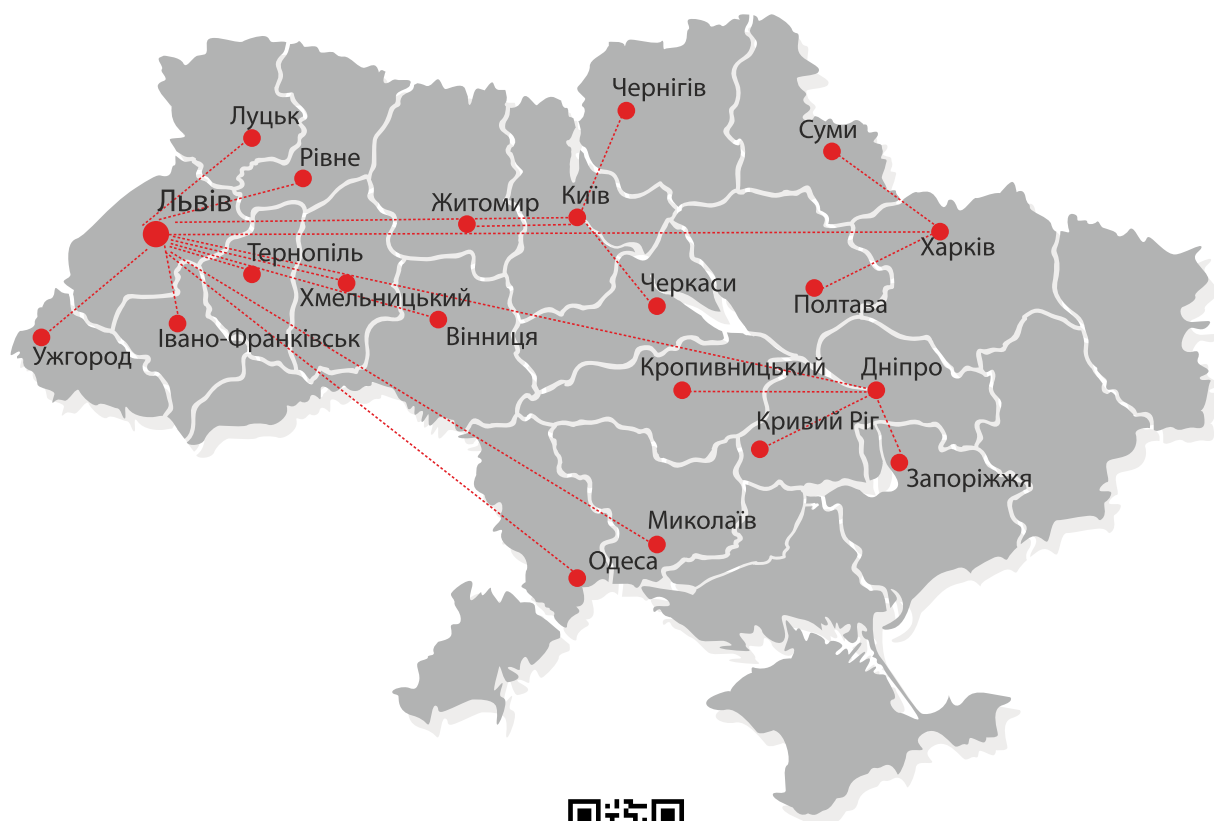 Чернігів
Луцьк
Суми
Рівне
Львів
Житомир
Київ
Харків
Тернопіль
Черкаси
Хмельницький
Полтава
Івано-Франківськ
Вінниця
Ужгород
Кропивницький
Дніпро
Кривий Ріг
Запоріжжя
Миколаїв
Одеса